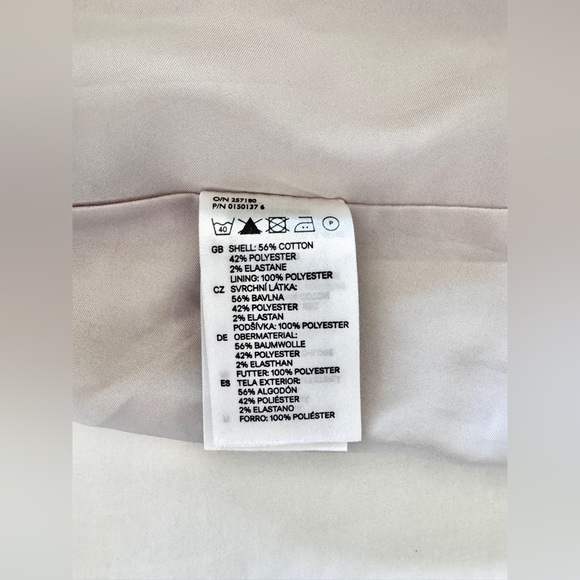 O/N 257180
P/N 0150137 6
40 P
GB SHELL: 56% COTTON
42% POLYESTER
2% ELASTANE
LINING: 100% POLYESTER
CZ SVRCHNÍ LÁTKA:
56% BAVLNA
42% POLYESTER
2% ELASTAN
PODŠÍVKA: 100% POLYESTER
DE OBERMATERIAL:
56% BAUMWOLLE
42% POLYESTER
2% ELASTHAN
FUTTER: 100% POLYESTER
ES TELA EXTERIOR:
56% ALGODÓN
42% POLIÉSTER
2% ELASTANO
FORRO: 100% POLIÉSTER